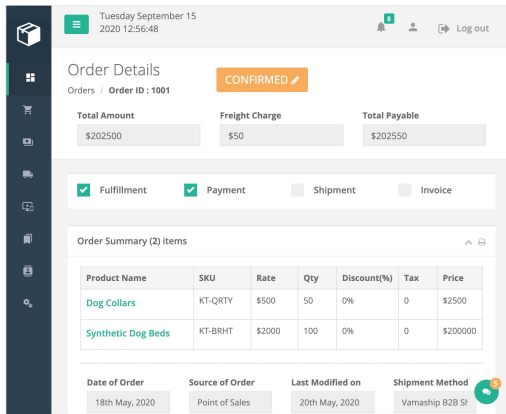 Tuesday September 15
2020 12:56:48
8
Log out
Order Details
CONFIRMED
Orders / Order ID : 1001
Total Amount
Freight Charge
Total Payable
$202500
$50
$202550
Fulfillment
Payment
Shipment
Invoice
Order Summary (2) items
Product Name SKU Rate Qty Discount(%) Tax Price
Dog Collars KT-QRTY $500 50 0% 0 $2500
Synthetic Dog Beds KT-BRHT $2000 100 0% 0 $200000
Date of Order
Source of Order
Last Modified on
Shipment Method
5
18th May, 2020
Point of Sales
20th May, 2020
Vamaship B2B